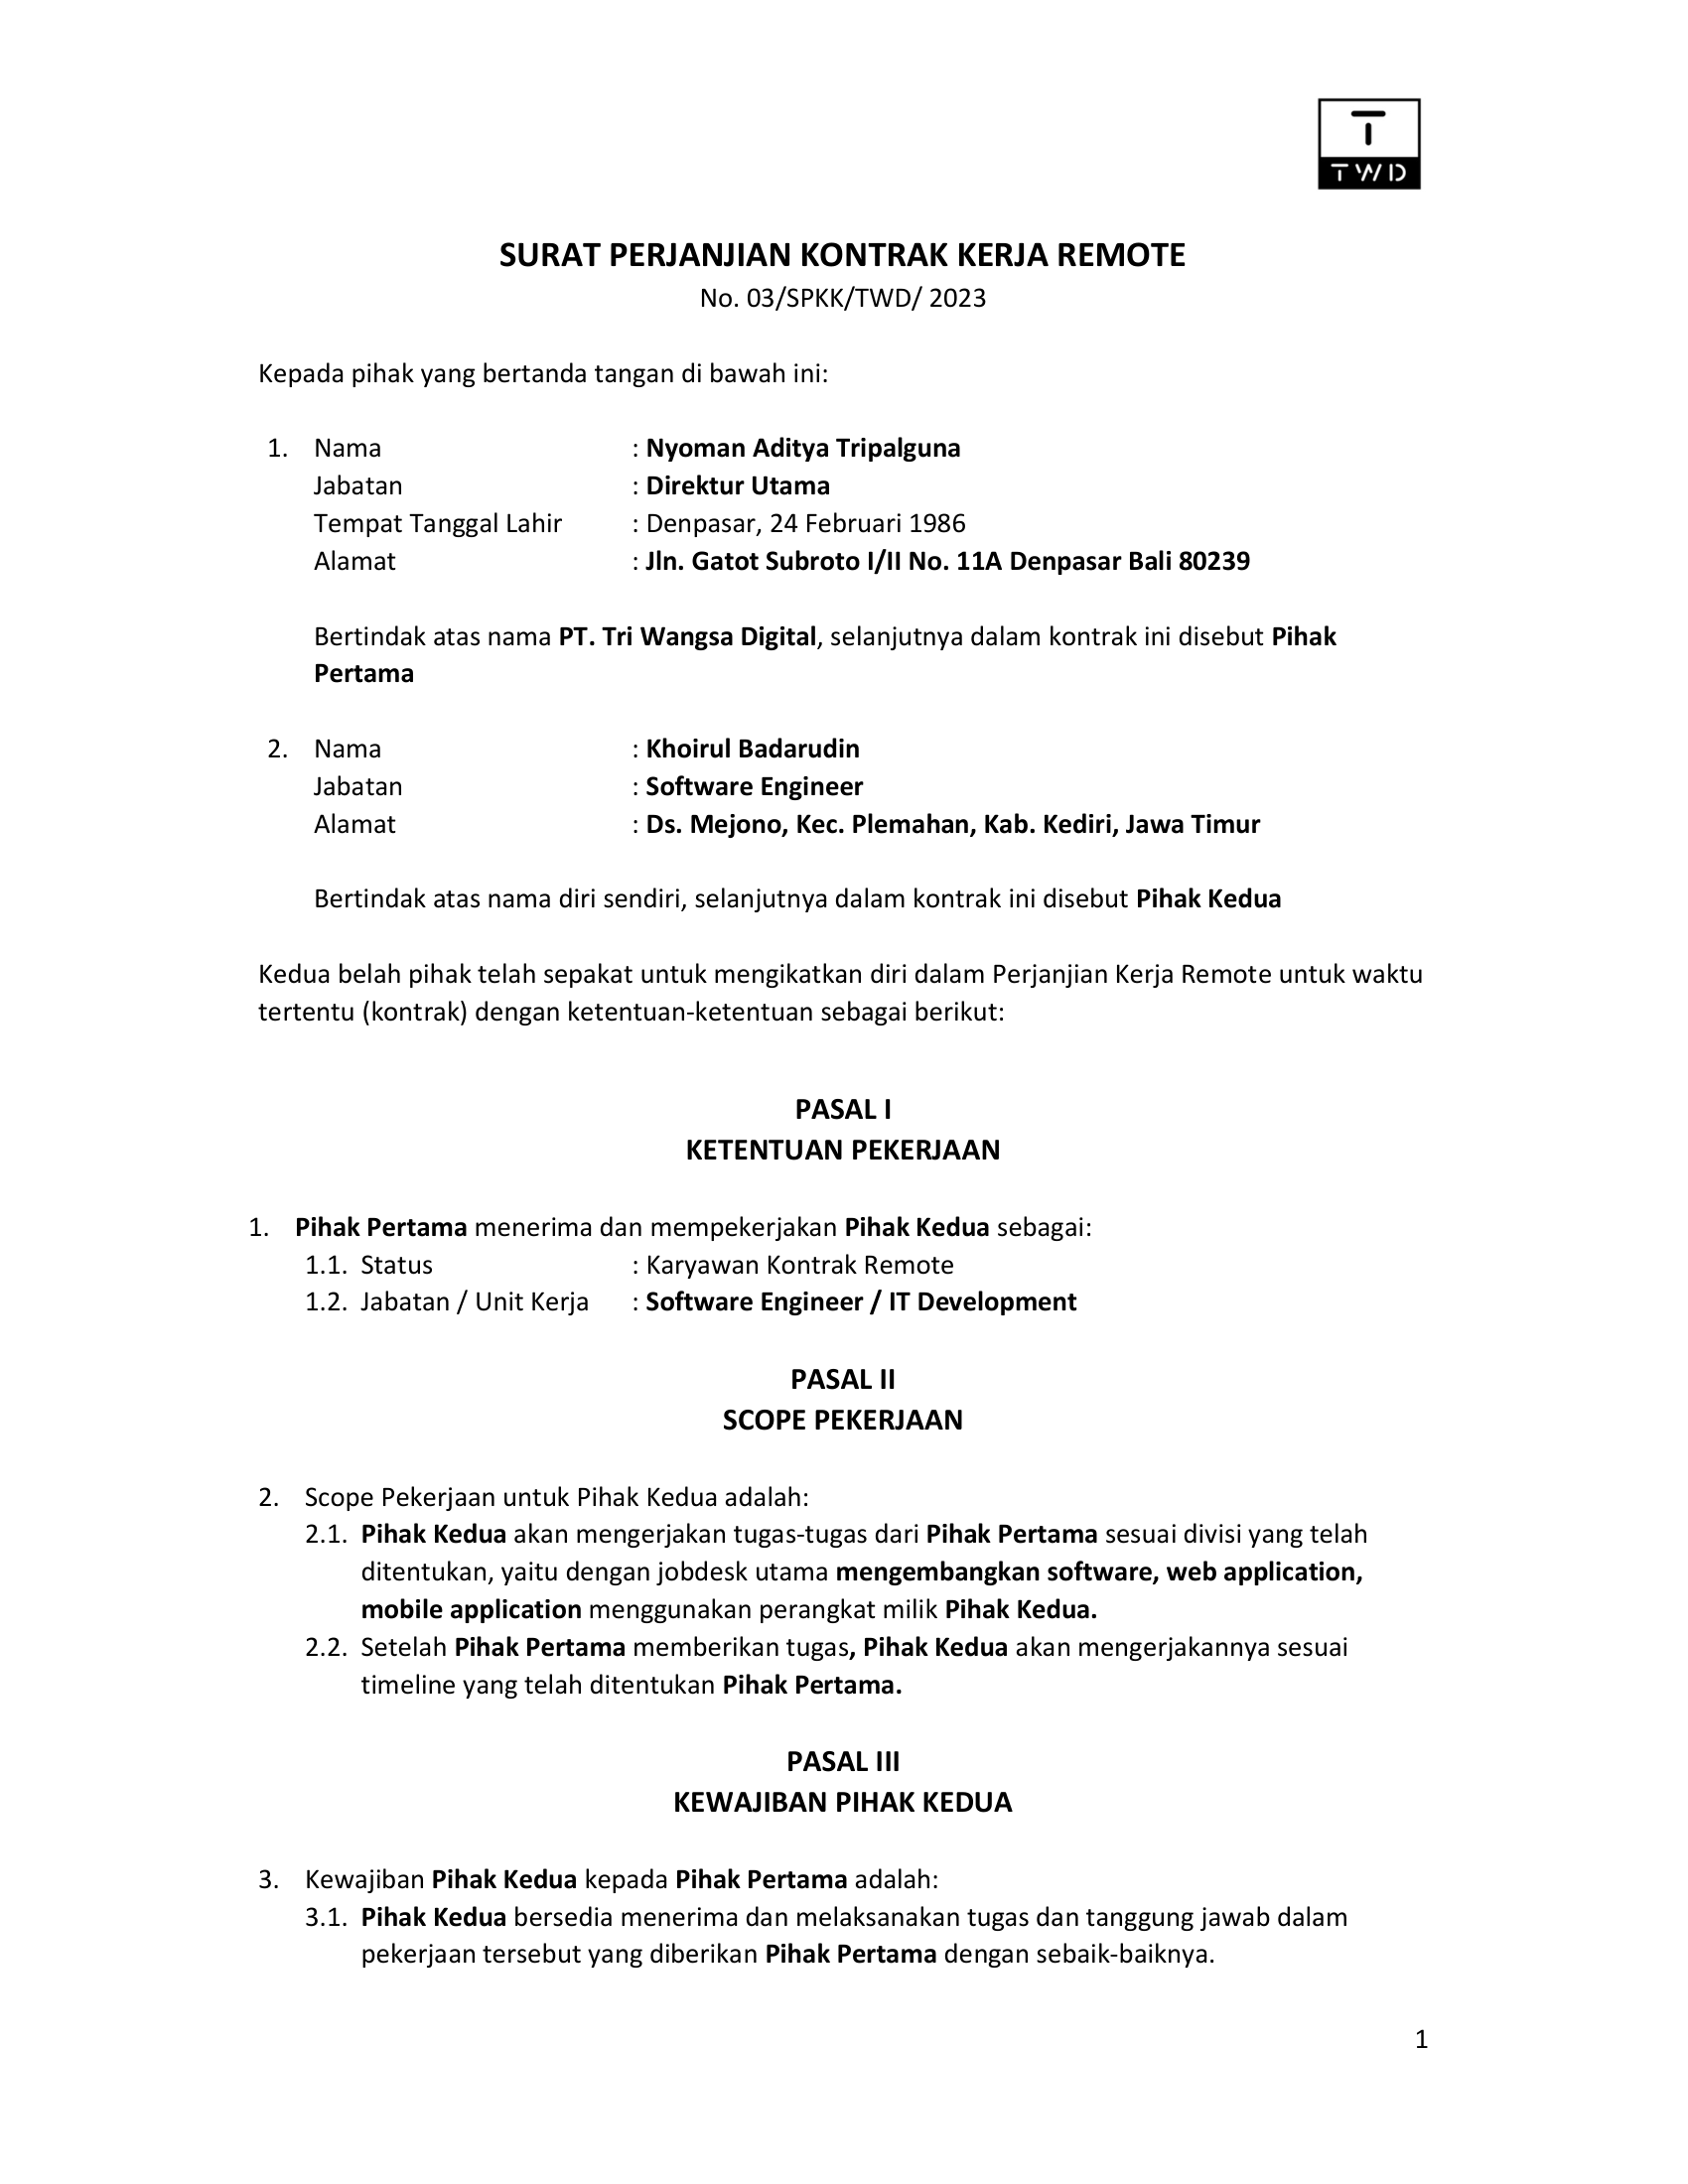 T
TWD
SURAT PERJANJIAN KONTRAK KERJA REMOTE
No. 03/SPKK/TWD/ 2023
Kepada pihak yang bertanda tangan di bawah ini:
1. Nama : Nyoman Aditya Tripalguna
Jabatan : Direktur Utama
Tempat Tanggal Lahir : Denpasar, 24 Februari 1986
Alamat : Jln. Gatot Subroto I/II No. 11A Denpasar Bali 80239
Bertindak atas nama PT. Tri Wangsa Digital, selanjutnya dalam kontrak ini disebut Pihak
Pertama
2. Nama : Khoirul Badarudin
Jabatan : Software Engineer
Alamat : Ds. Mejono, Kec. Plemahan, Kab. Kediri, Jawa Timur
Bertindak atas nama diri sendiri, selanjutnya dalam kontrak ini disebut Pihak Kedua
Kedua belah pihak telah sepakat untuk mengikatkan diri dalam Perjanjian Kerja Remote untuk waktu
tertentu (kontrak) dengan ketentuan-ketentuan sebagai berikut:
PASAL I
KETENTUAN PEKERJAAN
1. Pihak Pertama menerima dan mempekerjakan Pihak Kedua sebagai:
1.1. Status : Karyawan Kontrak Remote
1.2. Jabatan / Unit Kerja : Software Engineer / IT Development
PASAL II
SCOPE PEKERJAAN
2. Scope Pekerjaan untuk Pihak Kedua adalah:
2.1. Pihak Kedua akan mengerjakan tugas-tugas dari Pihak Pertama sesuai divisi yang telah
ditentukan, yaitu dengan jobdesk utama mengembangkan software, web application,
mobile application menggunakan perangkat milik Pihak Kedua.
2.2. Setelah Pihak Pertama memberikan tugas, Pihak Kedua akan mengerjakannya sesuai
timeline yang telah ditentukan Pihak Pertama.
PASAL III
KEWAJIBAN PIHAK KEDUA
3. Kewajiban Pihak Kedua kepada Pihak Pertama adalah:
3.1. Pihak Kedua bersedia menerima dan melaksanakan tugas dan tanggung jawab dalam
pekerjaan tersebut yang diberikan Pihak Pertama dengan sebaik-baiknya.
1